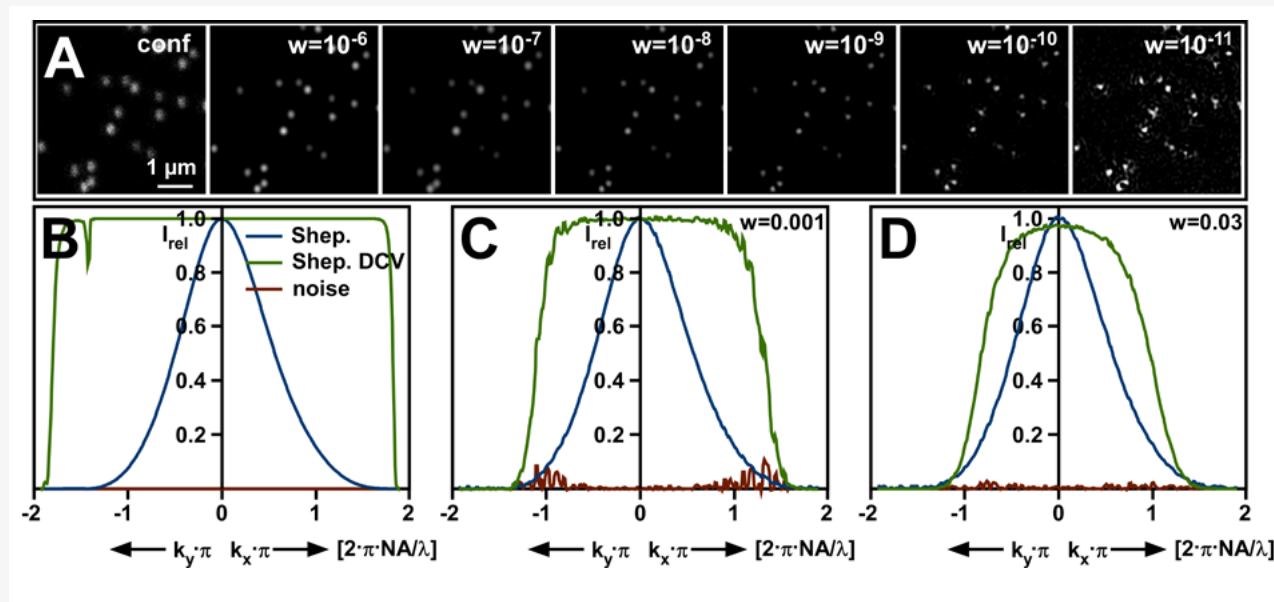 A
conf
w=10-6
w=10-7
w=10-8
w=10-9
w=10-10
w=10-11
1 µm
B
1.0
Irel
Shep.
Shep. DCV
noise
0.8
0.6
0.4
0.2
-2
-1
0
1
2
ky·π kx·π [2·π·NA/λ]
C
1.0
Irel
w=0.001
0.8
0.6
0.4
0.2
-2
-1
0
1
2
ky·π kx·π [2·π·NA/λ]
D
1.0
Irel
w=0.03
0.8
0.6
0.4
0.2
-2
-1
0
1
2
ky·π kx·π [2·π·NA/λ]